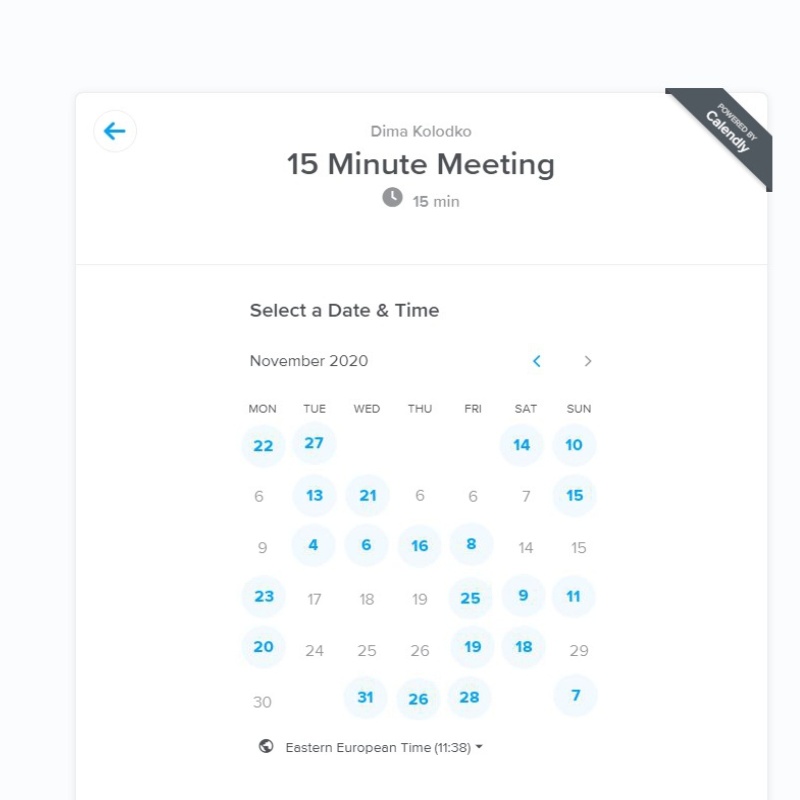 POWERED BY
Calendly
Dima Kolodko
15 Minute Meeting
15 min
Select a Date & Time
November 2020
MON TUE WED THU FRI SAT SUN
22 27 14 10
6 13 21 6 6 7 15
9 4 6 16 8 14 15
23 17 18 19 25 9 11
20 24 25 26 19 18 29
30 31 26 28 7
Eastern European Time (11:38)